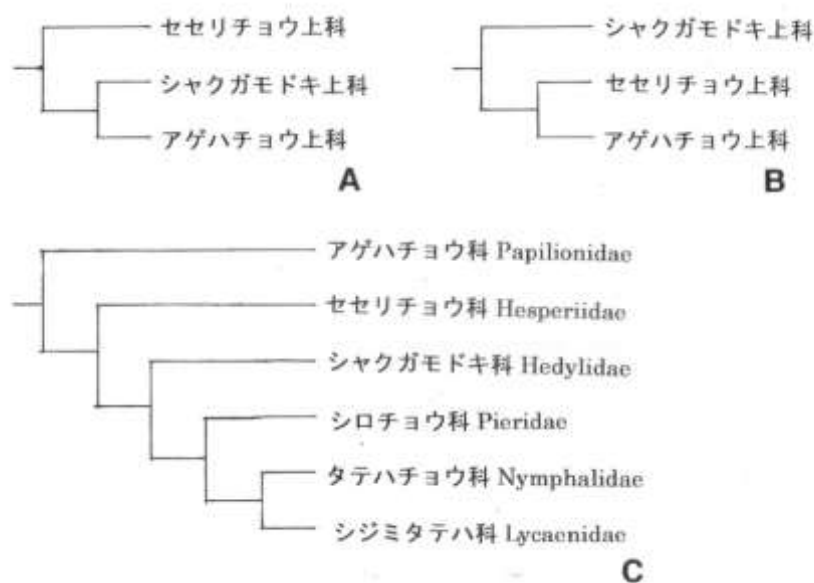 セセリチョウ上科
シャクガモドキ上科
アゲハチョウ上科
A
シャクガモドキ上科
セセリチョウ上科
アゲハチョウ上科
B
アゲハチョウ科 Papilionidae
セセリチョウ科 Hesperiidae
シャクガモドキ科 Hedylidae
シロチョウ科 Pieridae
タテハチョウ科 Nymphalidae
シジミタテハ科 Lycaenidae
C